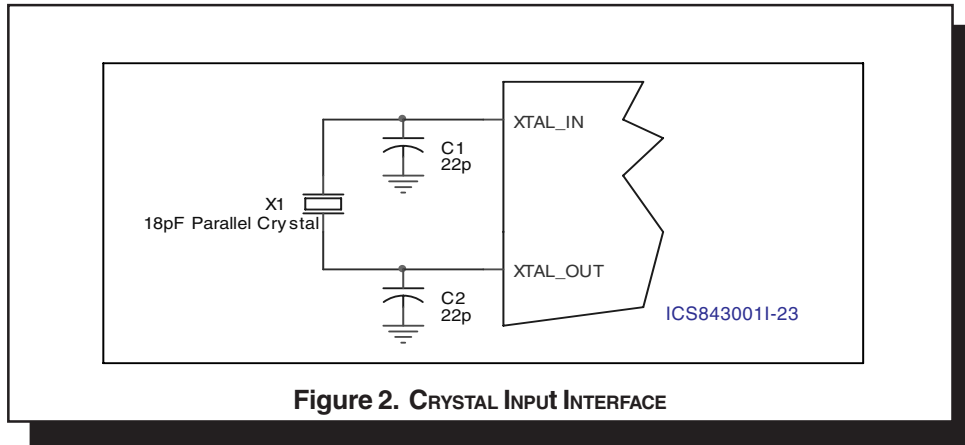 XTAL_IN
C1
22p
X1
18pF Parallel Crystal
XTAL_OUT
C2
22p
ICS843001I-23
Figure 2. CRYSTAL INPUt INTERFACE